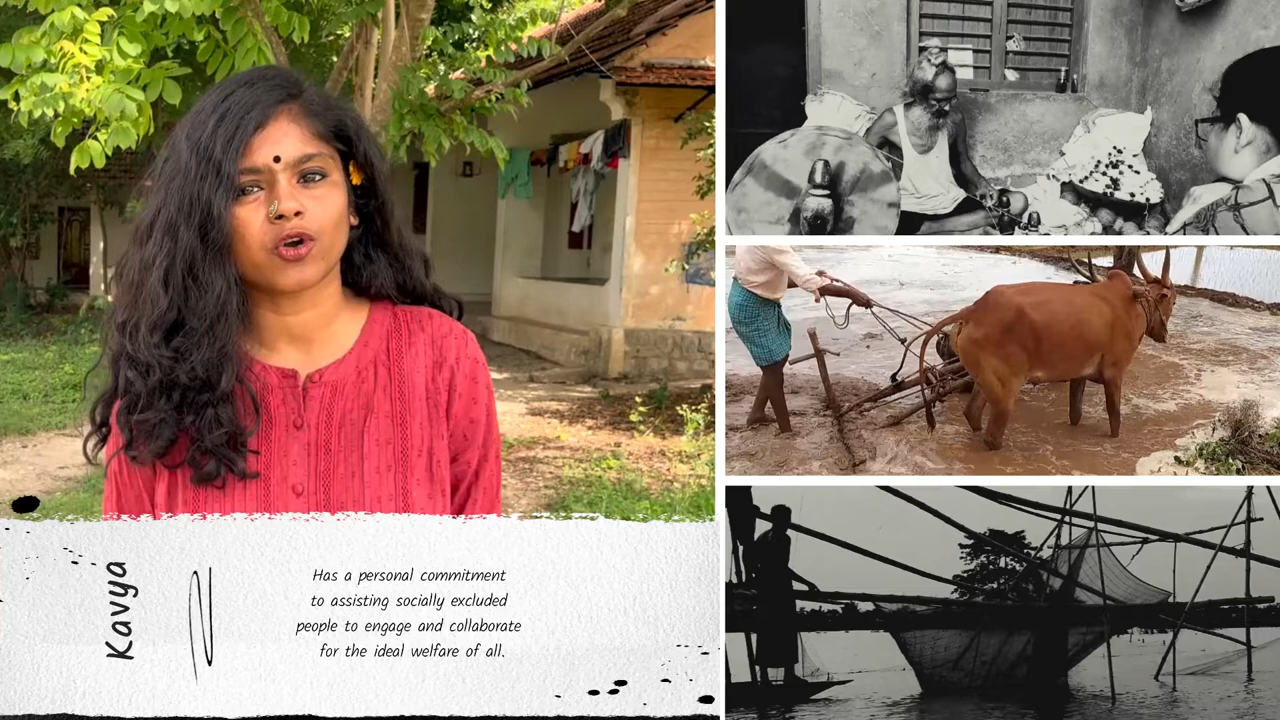 Kavya
Has a personal commitment
to assisting socially excluded
people to engage and collaborate
for the ideal welfare of all.